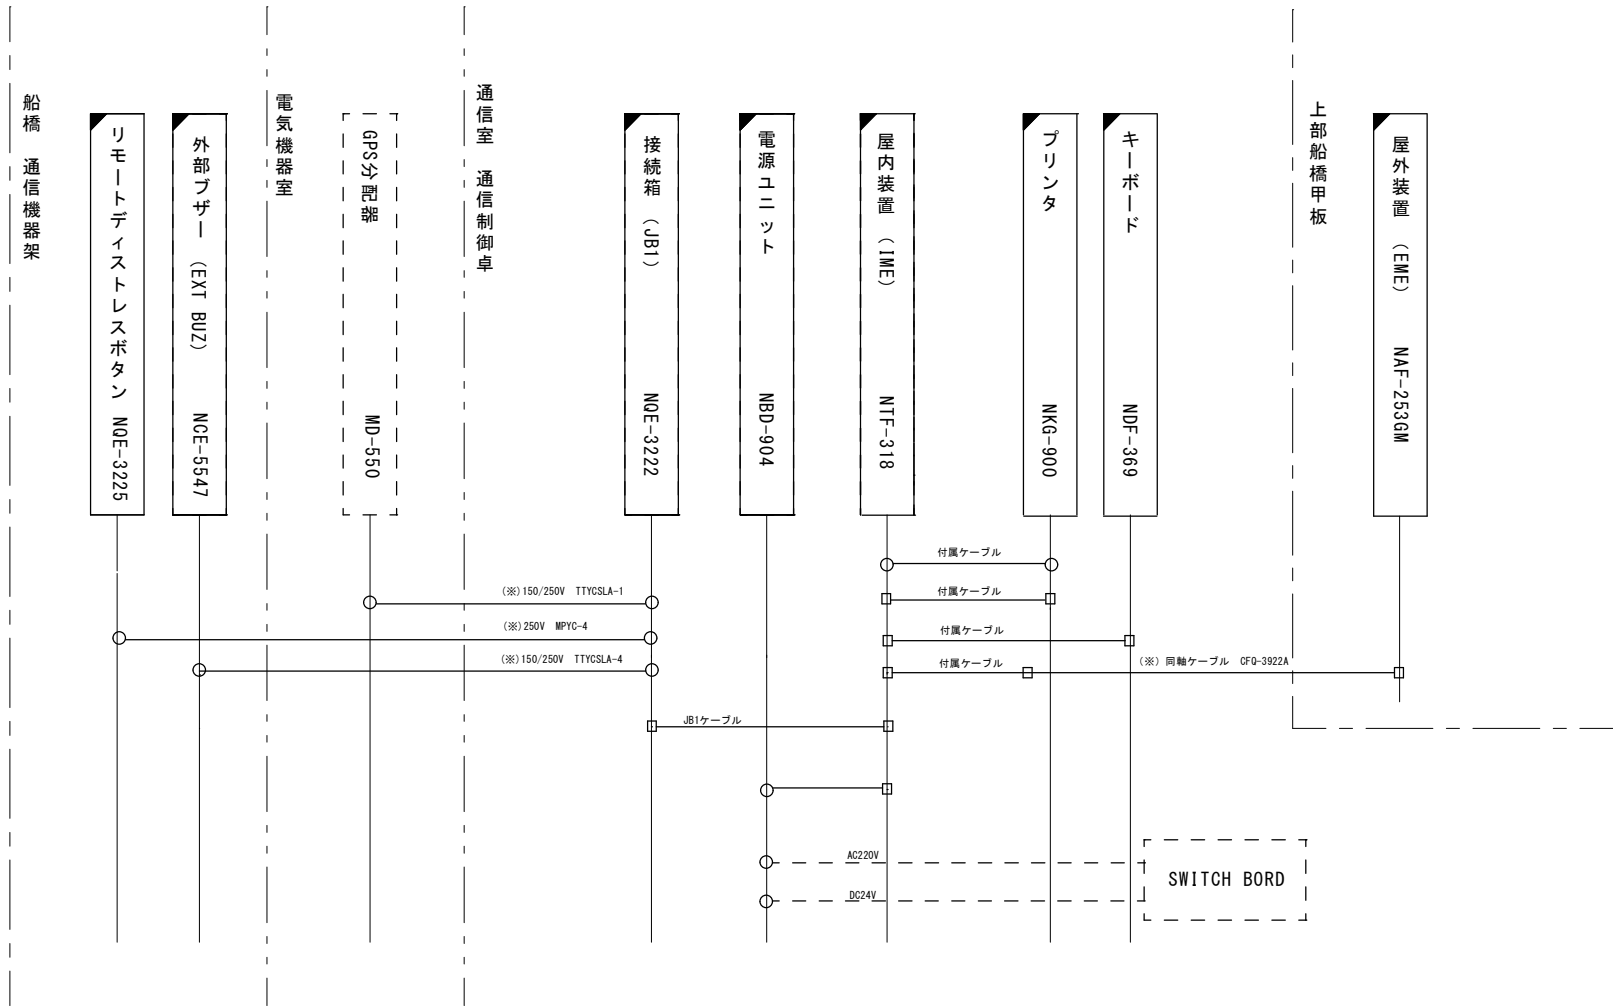 船橋　通信機器架
リモートディストレスボタン NQE-3225
外部ブザー （EXT BUZ） NCE-5547
電気機器室
GPS分配器 MD-550
通信室　通信制御卓
接続箱 （JB1） NQE-3222
電源ユニット NBD-904
屋内装置 （IME） NTF-318
プリンタ NKG-900
キーボード NDF-369
上部船橋甲板
屋外装置 （EME） NAF-253GM
付属ケーブル
(※)150/250V TTYCSLA-1
付属ケーブル
(※)250V MPYC-4
付属ケーブル
(※)150/250V TTYCSLA-4
付属ケーブル
(※) 同軸ケーブル CFQ-3922A
JB1ケーブル
AC220V
DC24V
SWITCH BORD